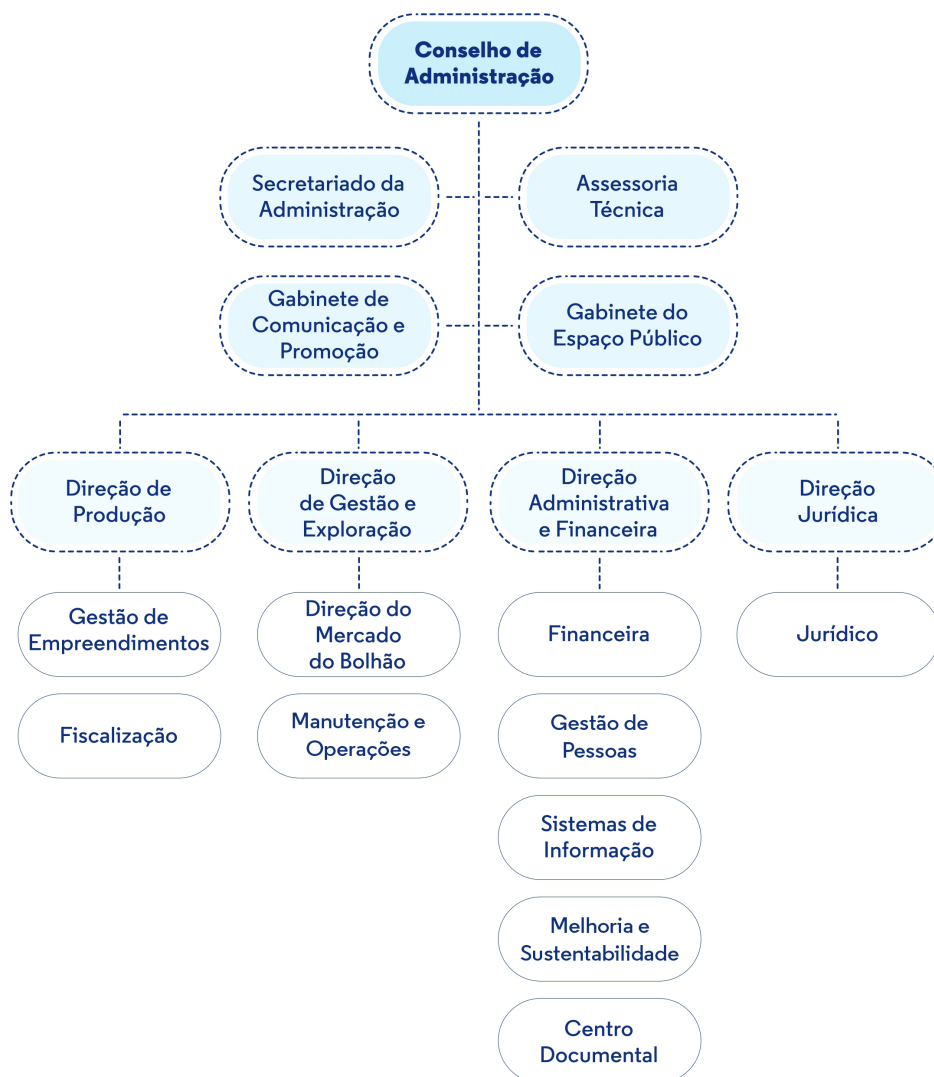 Conselho de
Administração
Secretariado da
Administração
Assessoria
Técnica
Gabinete de
Comunicação e
Promoção
Gabinete do
Espaço Público
Direção de
Produção
Direção
de Gestão e
Exploração
Direção
Administrativa
e Financeira
Direção
Jurídica
Gestão de
Empreendimentos
Fiscalização
Direção do
Mercado
do Bolhão
Manutenção e
Operações
Financeira
Gestão de
Pessoas
Sistemas de
Informação
Melhoria e
Sustentabilidade
Centro
Documental
Jurídico